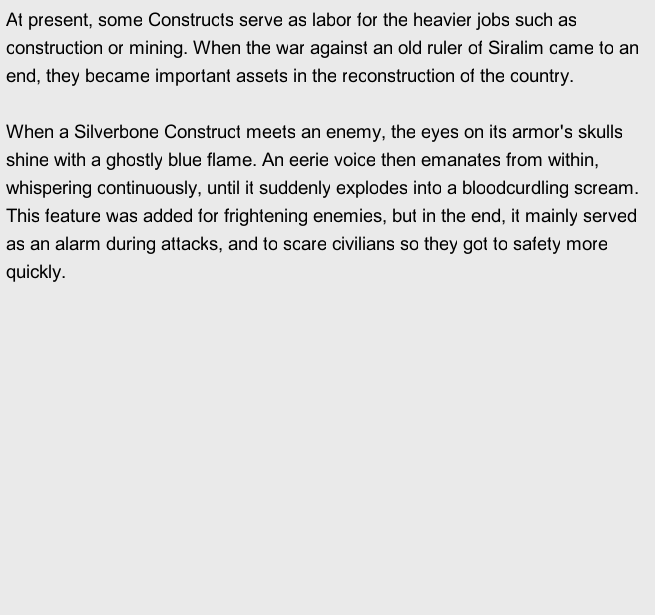 At present, some Constructs serve as labor for the heavier jobs such as
construction or mining. When the war against an old ruler of Siralim came to an
end, they became important assets in the reconstruction of the country.
When a Silverbone Construct meets an enemy, the eyes on its armor's skulls
shine with a ghostly blue flame. An eerie voice then emanates from within,
whispering continuously, until it suddenly explodes into a bloodcurdling scream.
This feature was added for frightening enemies, but in the end, it mainly served
as an alarm during attacks, and to scare civilians so they got to safety more
quickly.